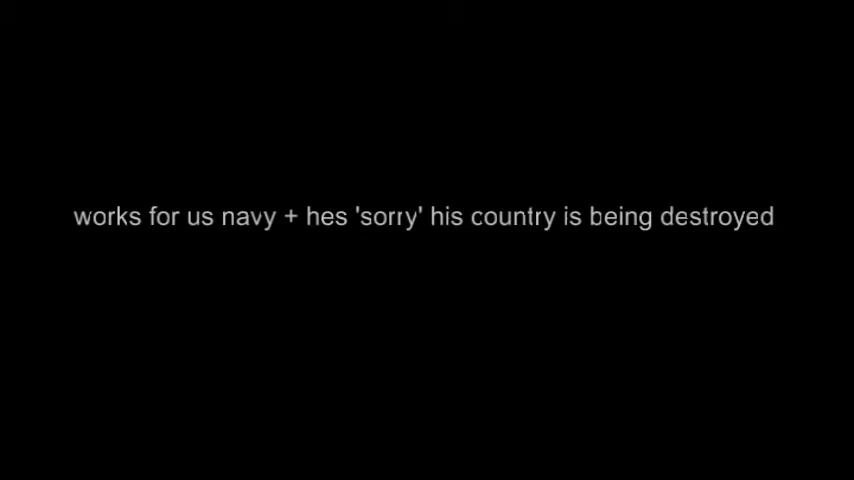 works for us navy + hes 'sorry' his country is being destroyed